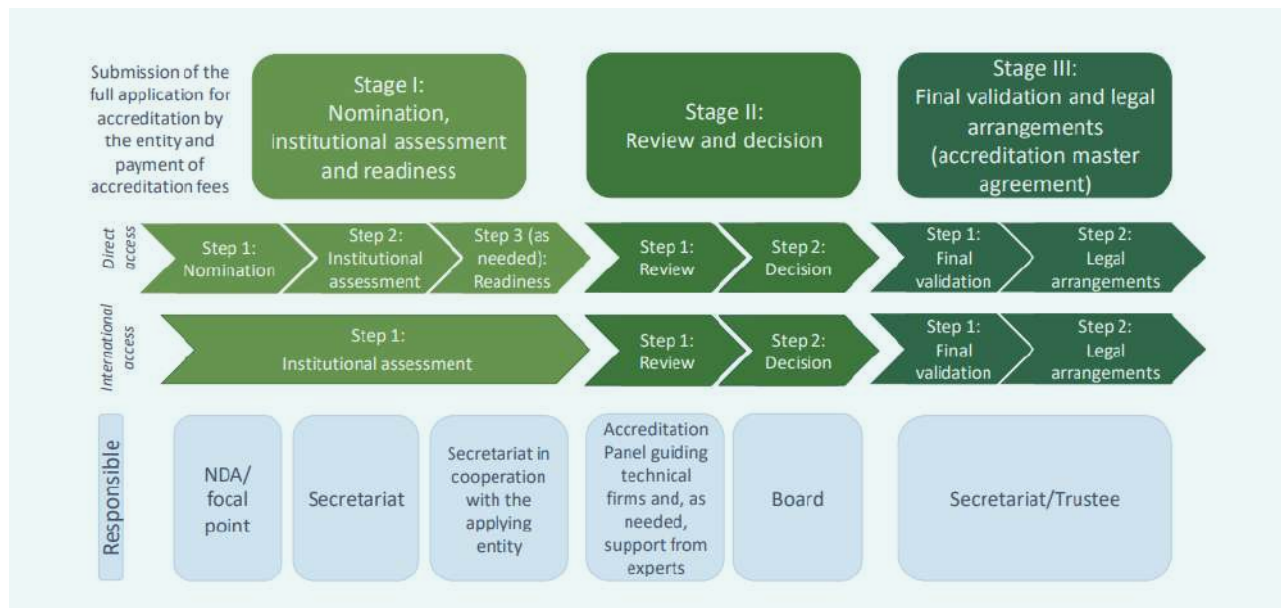 Submission of the
full application for
accreditation by
the entity and
payment of
accreditation fees
Stage I:
Nomination,
institutional assessment
and readiness
Stage II:
Review and decision
Stage III:
Final validation and legal
arrangements
(accreditation master
agreement)
Direct
access
Step 1:
Nomination
Step 2:
Institutional
assessment
Step 3 (as
needed):
Readiness
Step 1:
Review
Step 2:
Decision
Step 1:
Final
validation
Step 2:
Legal
arrangements
International
access
Step 1:
Institutional assessment
Step 1:
Review
Step 2:
Decision
Step 1:
Final
validation
Step 2:
Legal
arrangements
Responsible
NDA/
focal
point
Secretariat
Secretariat in
cooperation
with the
applying
entity
Accreditation
Panel guiding
technical
firms and, as
needed,
support from
experts
Board
Secretariat/Trustee